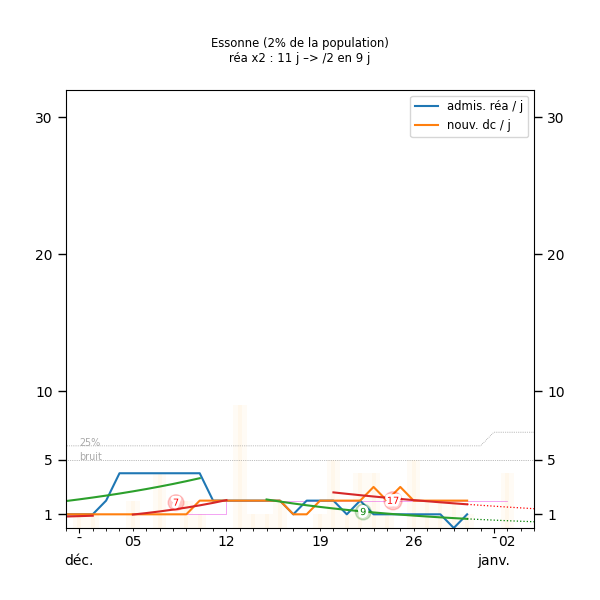 Essonne (2% de la population)
réa x2 : 11 j –> /2 en 9 j
admis. réa / j
nouv. dc / j
30
30
20
20
10
10
25%
bruit
5
5
7
17
9
1
1
- 05 12 19 26 - 02
déc. janv.